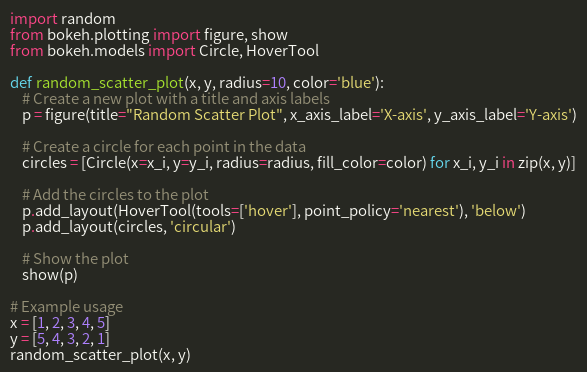 import random
from bokeh.plotting import figure, show
from bokeh.models import Circle, HoverTool

def random_scatter_plot(x, y, radius=10, color='blue'):
    # Create a new plot with a title and axis labels
    p = figure(title="Random Scatter Plot", x_axis_label='X-axis', y_axis_label='Y-axis')

    # Create a circle for each point in the data
    circles = [Circle(x=x_i, y=y_i, radius=radius, fill_color=color) for x_i, y_i in zip(x, y)]

    # Add the circles to the plot
    p.add_layout(HoverTool(tools=['hover'], point_policy='nearest'), 'below')
    p.add_layout(circles, 'circular')

    # Show the plot
    show(p)

# Example usage
x = [1, 2, 3, 4, 5]
y = [5, 4, 3, 2, 1]
random_scatter_plot(x, y)